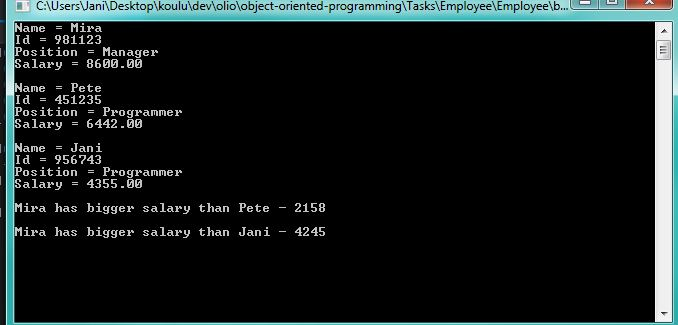 C:\Users\Jani\Desktop\koulu\dev\olio\object-oriented-programming\Tasks\Employee\Employee\b...
Name = Mira
Id = 981123
Position = Manager
Salary = 8600.00
Name = Pete
Id = 451235
Position = Programmer
Salary = 6442.00
Name = Jani
Id = 956743
Position = Programmer
Salary = 4355.00
Mira has bigger salary than Pete - 2158
Mira has bigger salary than Jani - 4245